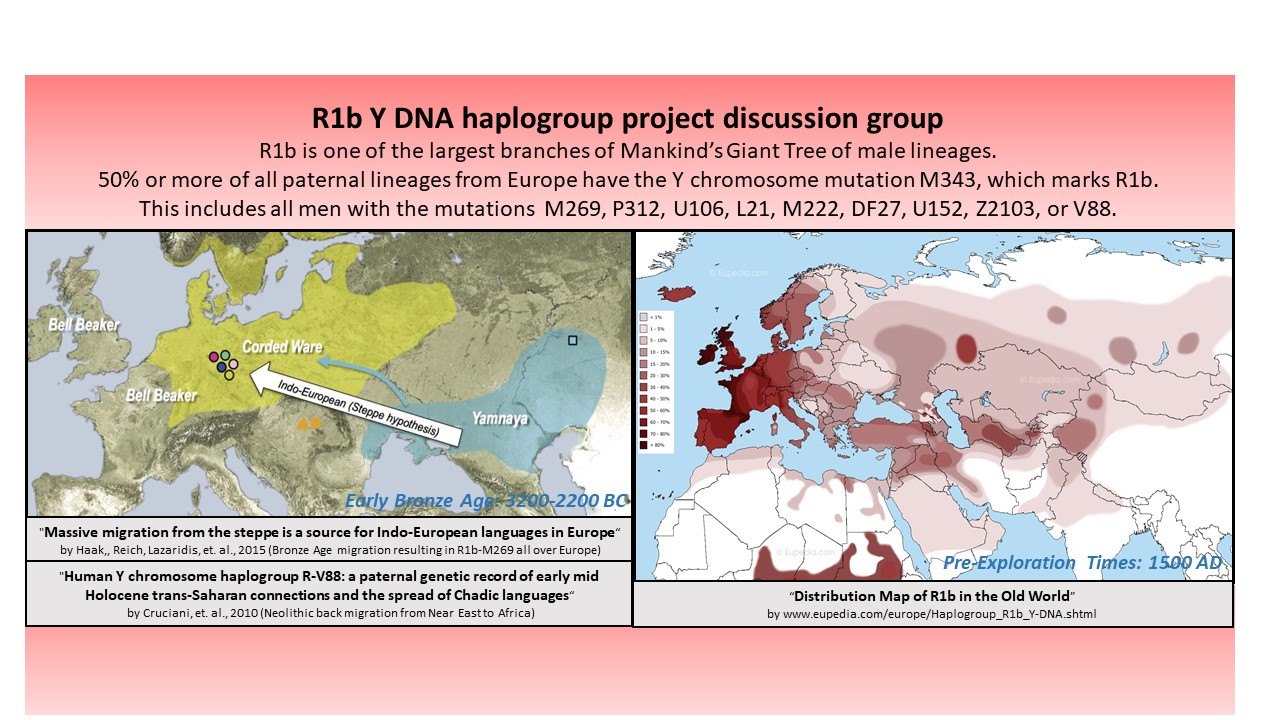 R1b Y DNA haplogroup project discussion group
R1b is one of the largest branches of Mankind's Giant Tree of male lineages.
50% or more of all paternal lineages from Europe have the Y chromosome mutation M343, which marks R1b.
This includes all men with the mutations M269, P312, U106, L21, M222, DF27, U152, Z2103, or V88.
Bell Beaker
Corded Ware
Bell Beaker
Indo-European (Steppe hypothesis)
Yamnaya
Early Bronze Age: 3200-2200 BC
"Massive migration from the steppe is a source for Indo-European languages in Europe"
by Haak,, Reich, Lazaridis, et. al., 2015 (Bronze Age migration resulting in R1b-M269 all over Europe)
"Human Y chromosome haplogroup R-V88: a paternal genetic record of early mid
Holocene trans-Saharan connections and the spread of Chadic languages"
by Cruciani, et. al., 2010 (Neolithic back migration from Near East to Africa)
© Eupedia.com
< 1%
1 - 5%
5 - 10%
10 - 15%
15 - 20%
20 - 30%
30 - 40%
40 - 50%
50 - 60%
60 - 70%
70 - 80%
> 80%
© Eupedia.com
© Eupedia.com
Pre-Exploration Times: 1500 AD
"Distribution Map of R1b in the Old World"
by www.eupedia.com/europe/Haplogroup_R1b_Y-DNA.shtml